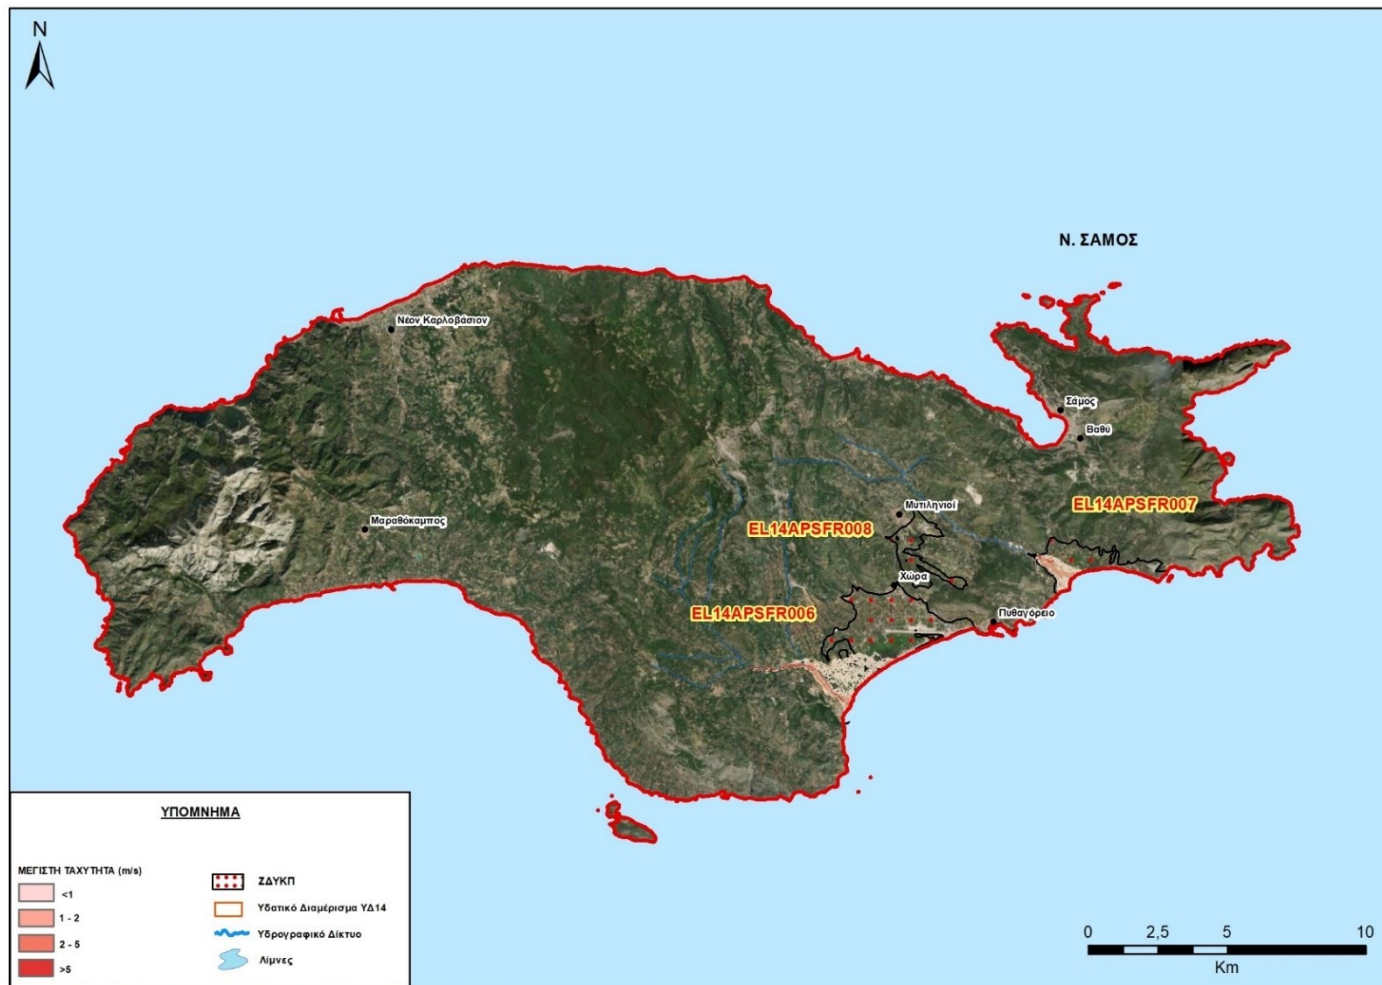 N
Ν. ΣΑΜΟΣ
Νέον Καρλοβάσιον
Σάμος
Βαθύ
EL14APSFR007
Μυτιληνιοί
EL14APSFR008
Μαραθόκαμπος
Χώρα
EL14APSFR006
Πυθαγόρειο
ΥΠΟΜΝΗΜΑ
ΜΕΓΙΣΤΗ ΤΑΧΥΤΗΤΑ (m/s)
<1
1 - 2
2 - 5
>5
ΖΔΥΚΠ
Υδατικό Διαμέρισμα ΥΔ14
Υδρογραφικό Δίκτυο
Λίμνες
0 2,5 5 10
Km